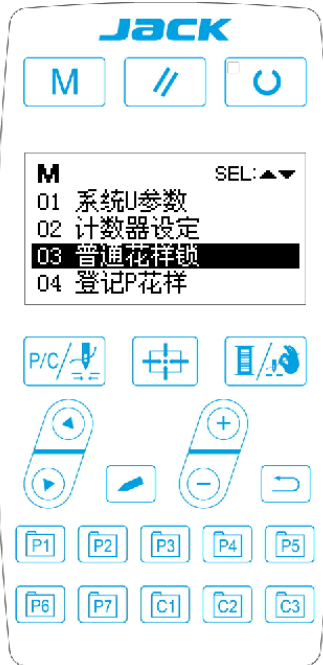 JACK
M
M SEL:▲▼
01 系统U参数
02 计数器设定
03 普通花样锁
04 登记P花样
P/C/
P1 P2 P3 P4 P5
P6 P7 C1 C2 C3